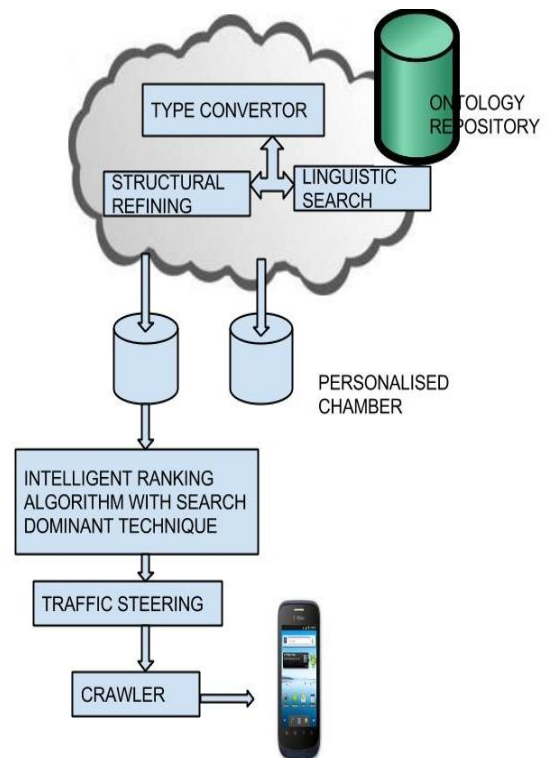 TYPE CONVERTOR
ONTOLOGY
REPOSITORY
STRUCTURAL
REFINING
LINGUISTIC
SEARCH
PERSONALISED
CHAMBER
INTELLIGENT RANKING
ALGORITHM WITH SEARCH
DOMINANT TECHNIQUE
TRAFFIC STEERING
CRAWLER